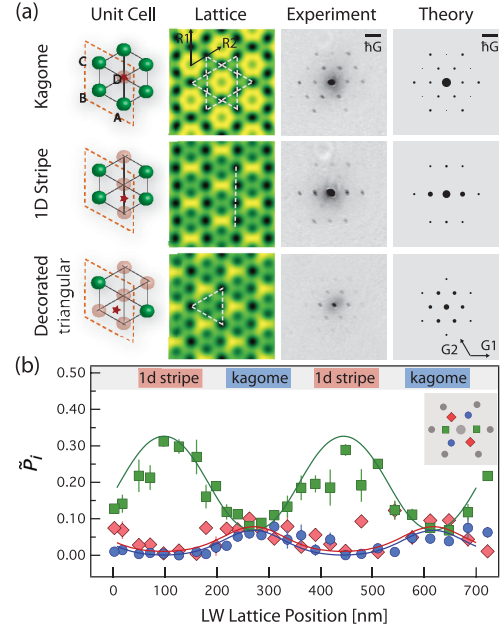 (a)
Unit Cell Lattice Experiment Theory
Kagome
C
D
B
A
R1
R2
ħG
ħG
1D Stripe
Decorated
triangular
G2
G1
(b)
1d stripe kagome 1d stripe kagome
0.50
0.40
0.30
0.20
0.10
0.00
P̃i
0 100 200 300 400 500 600 700
LW Lattice Position [nm]